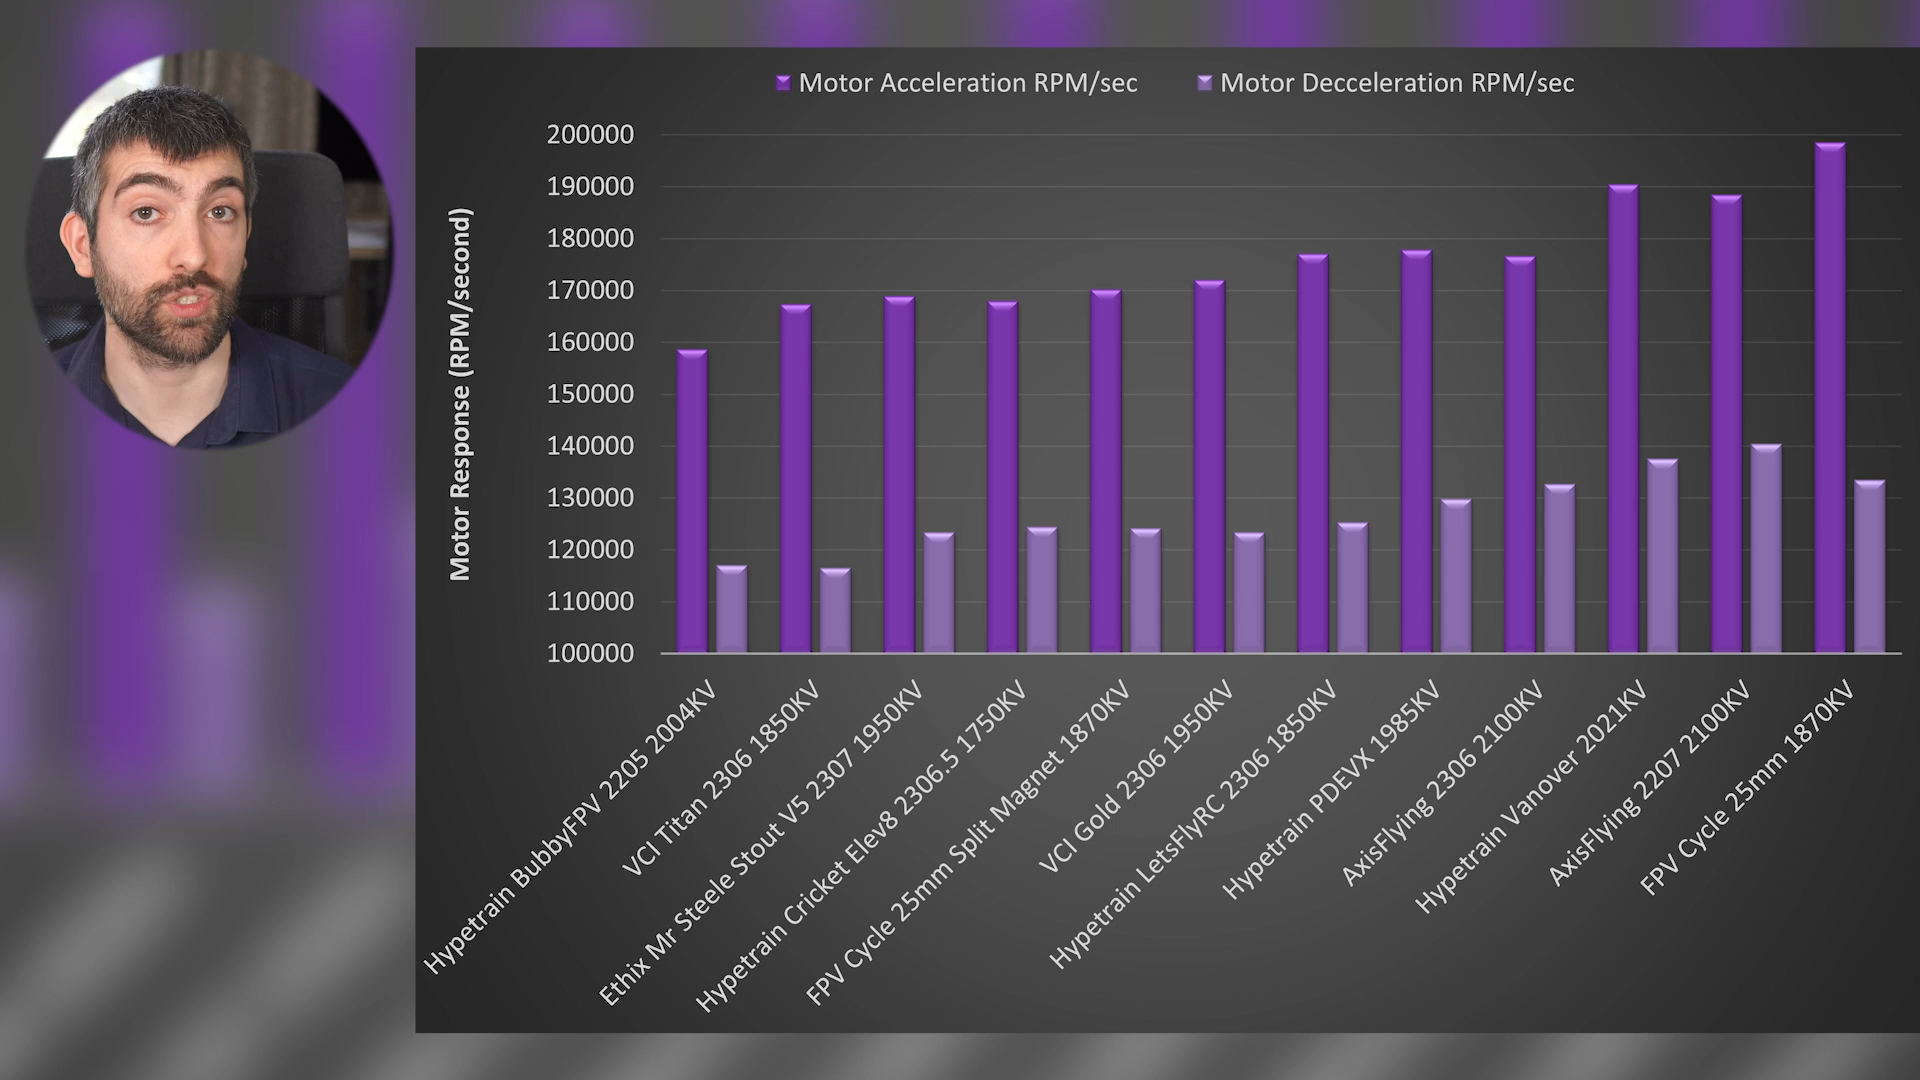 Motor Acceleration RPM/sec
Motor Decceleration RPM/sec
Motor Response (RPM/second)
200000
190000
180000
170000
160000
150000
140000
130000
120000
110000
100000
Hypetrain BubbyFPV 2205 2004KV
VCI Titan 2306 1850KV
Ethix Mr Steele Stout V5 2307 1950KV
Hypetrain Cricket Elev8 2306.5 1750KV
FPV Cycle 25mm Split Magnet 1870KV
VCI Gold 2306 1950KV
Hypetrain LetsFlyRC 2306 1850KV
Hypetrain PDEVX 1985KV
AxisFlying 2306 2100KV
Hypetrain Vanover 2021KV
AxisFlying 2207 2100KV
FPV Cycle 25mm 1870KV